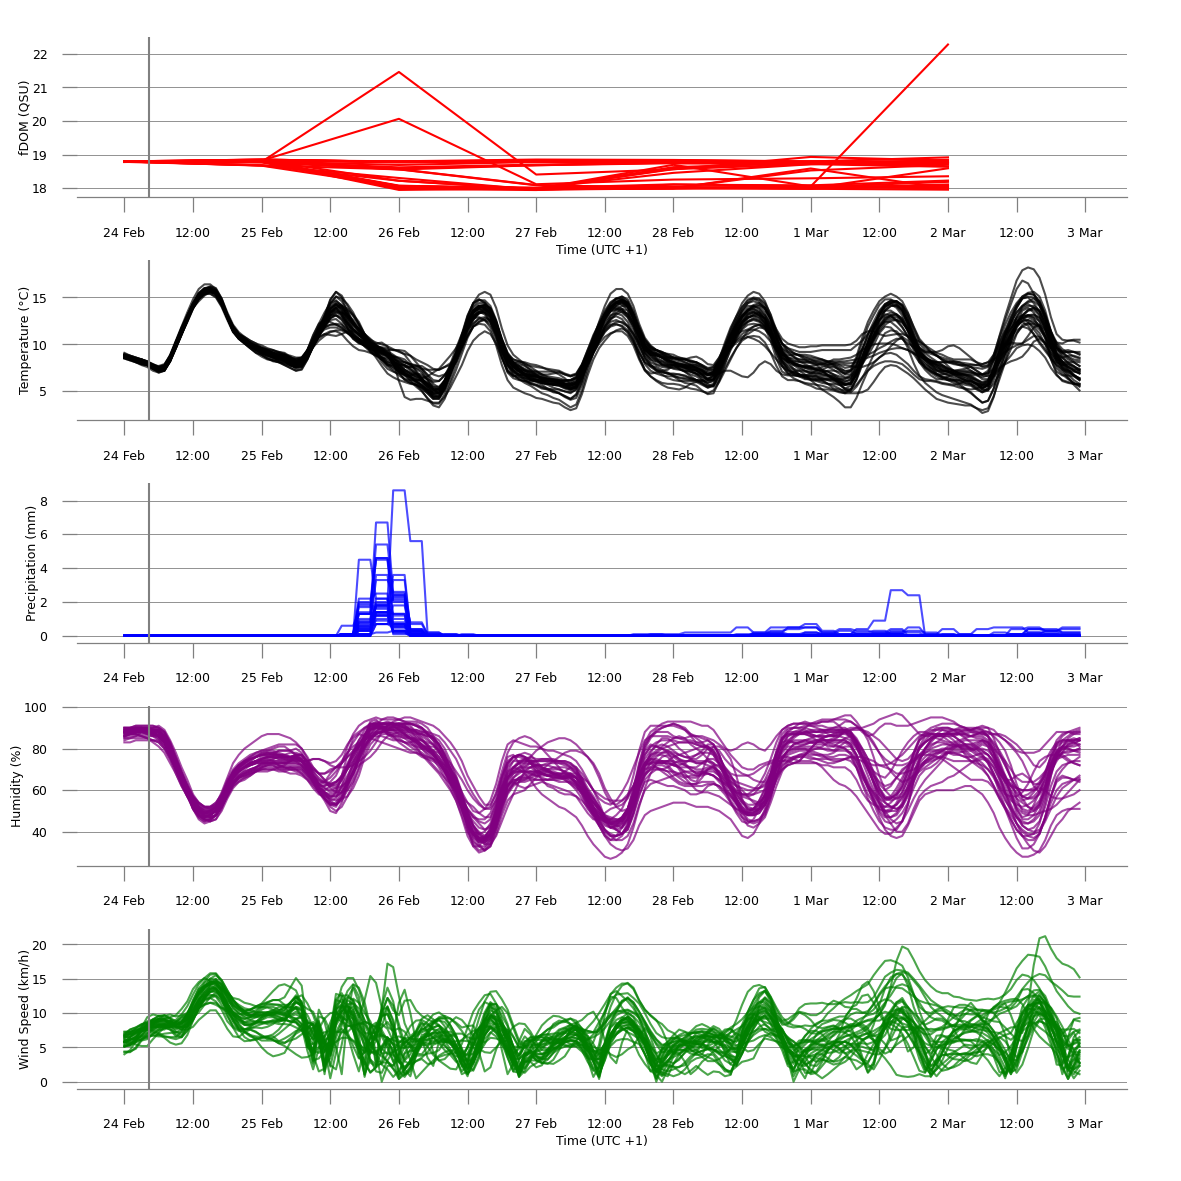 fDOM (QSU)
22
21
20
19
18
24 Feb 12:00 25 Feb 12:00 26 Feb 12:00 27 Feb 12:00 28 Feb 12:00 1 Mar 12:00 2 Mar 12:00 3 Mar
Time (UTC +1)
Temperature (°C)
15
10
5
24 Feb 12:00 25 Feb 12:00 26 Feb 12:00 27 Feb 12:00 28 Feb 12:00 1 Mar 12:00 2 Mar 12:00 3 Mar
Precipitation (mm)
8
6
4
2
0
24 Feb 12:00 25 Feb 12:00 26 Feb 12:00 27 Feb 12:00 28 Feb 12:00 1 Mar 12:00 2 Mar 12:00 3 Mar
Humidity (%)
100
80
60
40
24 Feb 12:00 25 Feb 12:00 26 Feb 12:00 27 Feb 12:00 28 Feb 12:00 1 Mar 12:00 2 Mar 12:00 3 Mar
Wind Speed (km/h)
20
15
10
5
0
24 Feb 12:00 25 Feb 12:00 26 Feb 12:00 27 Feb 12:00 28 Feb 12:00 1 Mar 12:00 2 Mar 12:00 3 Mar
Time (UTC +1)